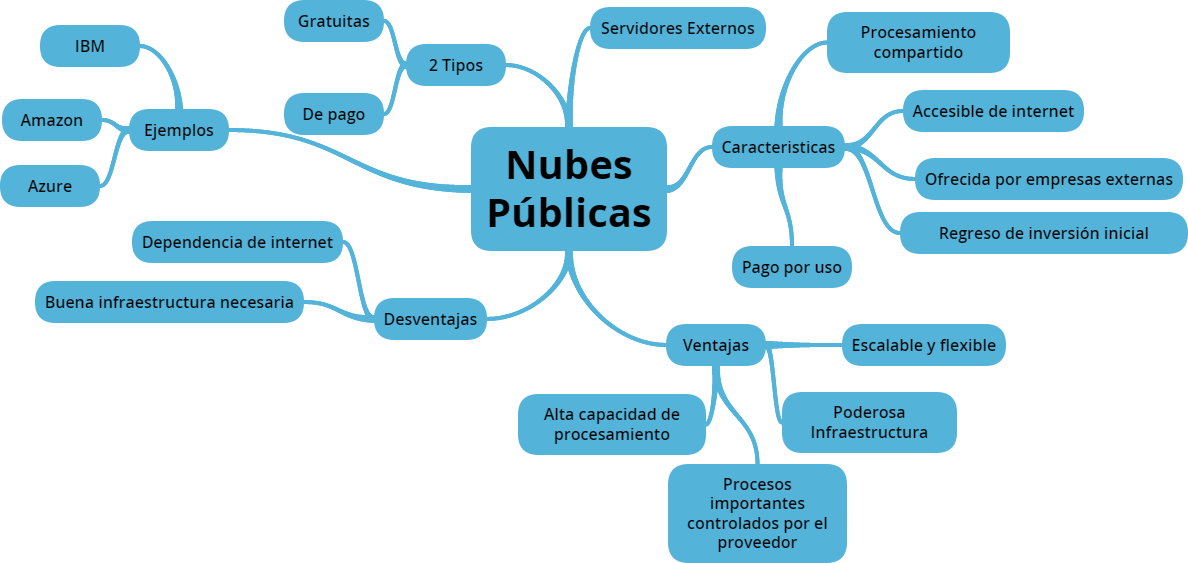 Nubes
Públicas
Servidores Externos
2 Tipos
Gratuitas
De pago
Ejemplos
IBM
Amazon
Azure
Caracteristicas
Procesamiento
compartido
Accesible de internet
Ofrecida por empresas externas
Regreso de inversión inicial
Pago por uso
Desventajas
Dependencia de internet
Buena infraestructura necesaria
Ventajas
Escalable y flexible
Poderosa
Infraestructura
Alta capacidad de
procesamiento
Procesos
importantes
controlados por el
proveedor